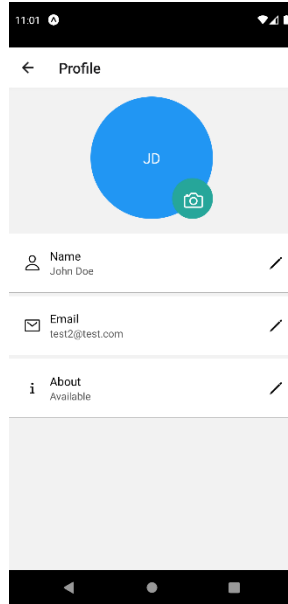 11:01
Profile
JD
Name
John Doe
Email
test2@test.com
About
Available